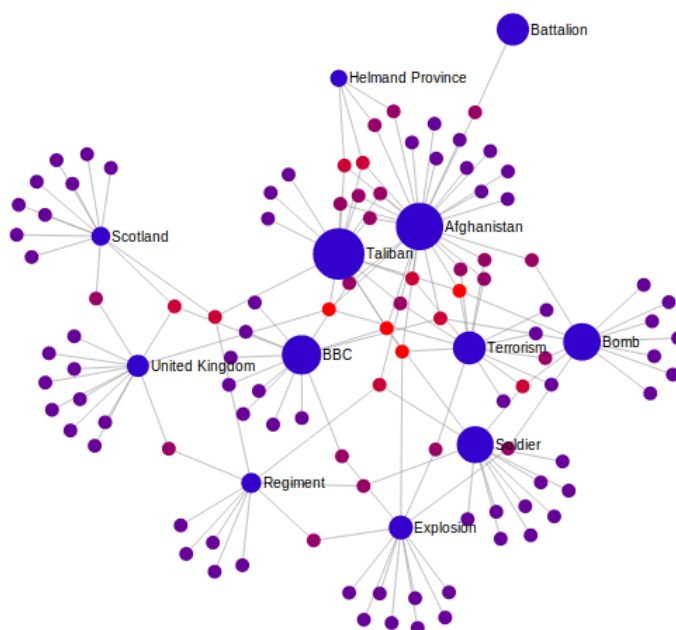 Battalion
Helmand Province
Afghanistan
Scotland
Taliban
Terrorism
Bomb
BBC
United Kingdom
Soldier
Regiment
Explosion